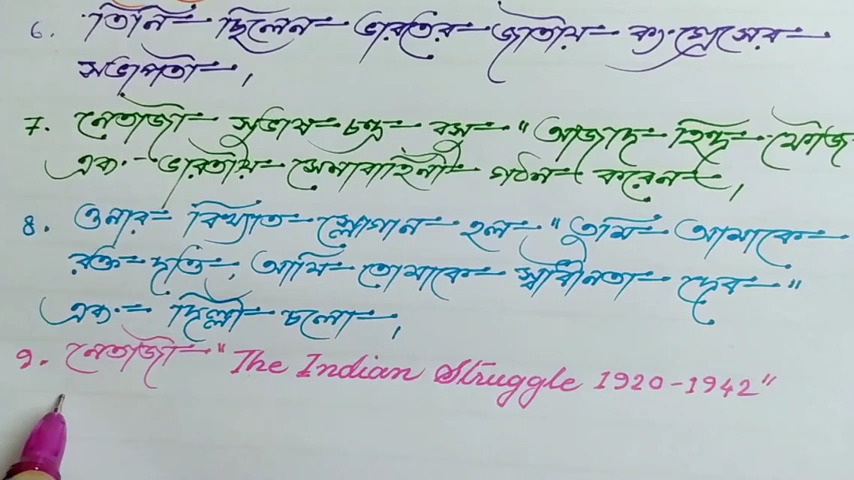 6. তিনি ছিলেন ভারতের জাতীয় কংগ্রেসের
সভাপতি।
7. নেতাজী সুভাষ চন্দ্র বসু "আজাদ হিন্দ ফৌজ
এবং ভারতীয় সেনাবাহিনী গঠন করেন।
8. ওনার বিখ্যাত স্লোগান হল "তুমি আমাকে
রক্ত দাও, আমি তোমাকে স্বাধীনতা দেব"
এবং দিল্লী চলো।
9. নেতাজী "The Indian Struggle 1920-1942"